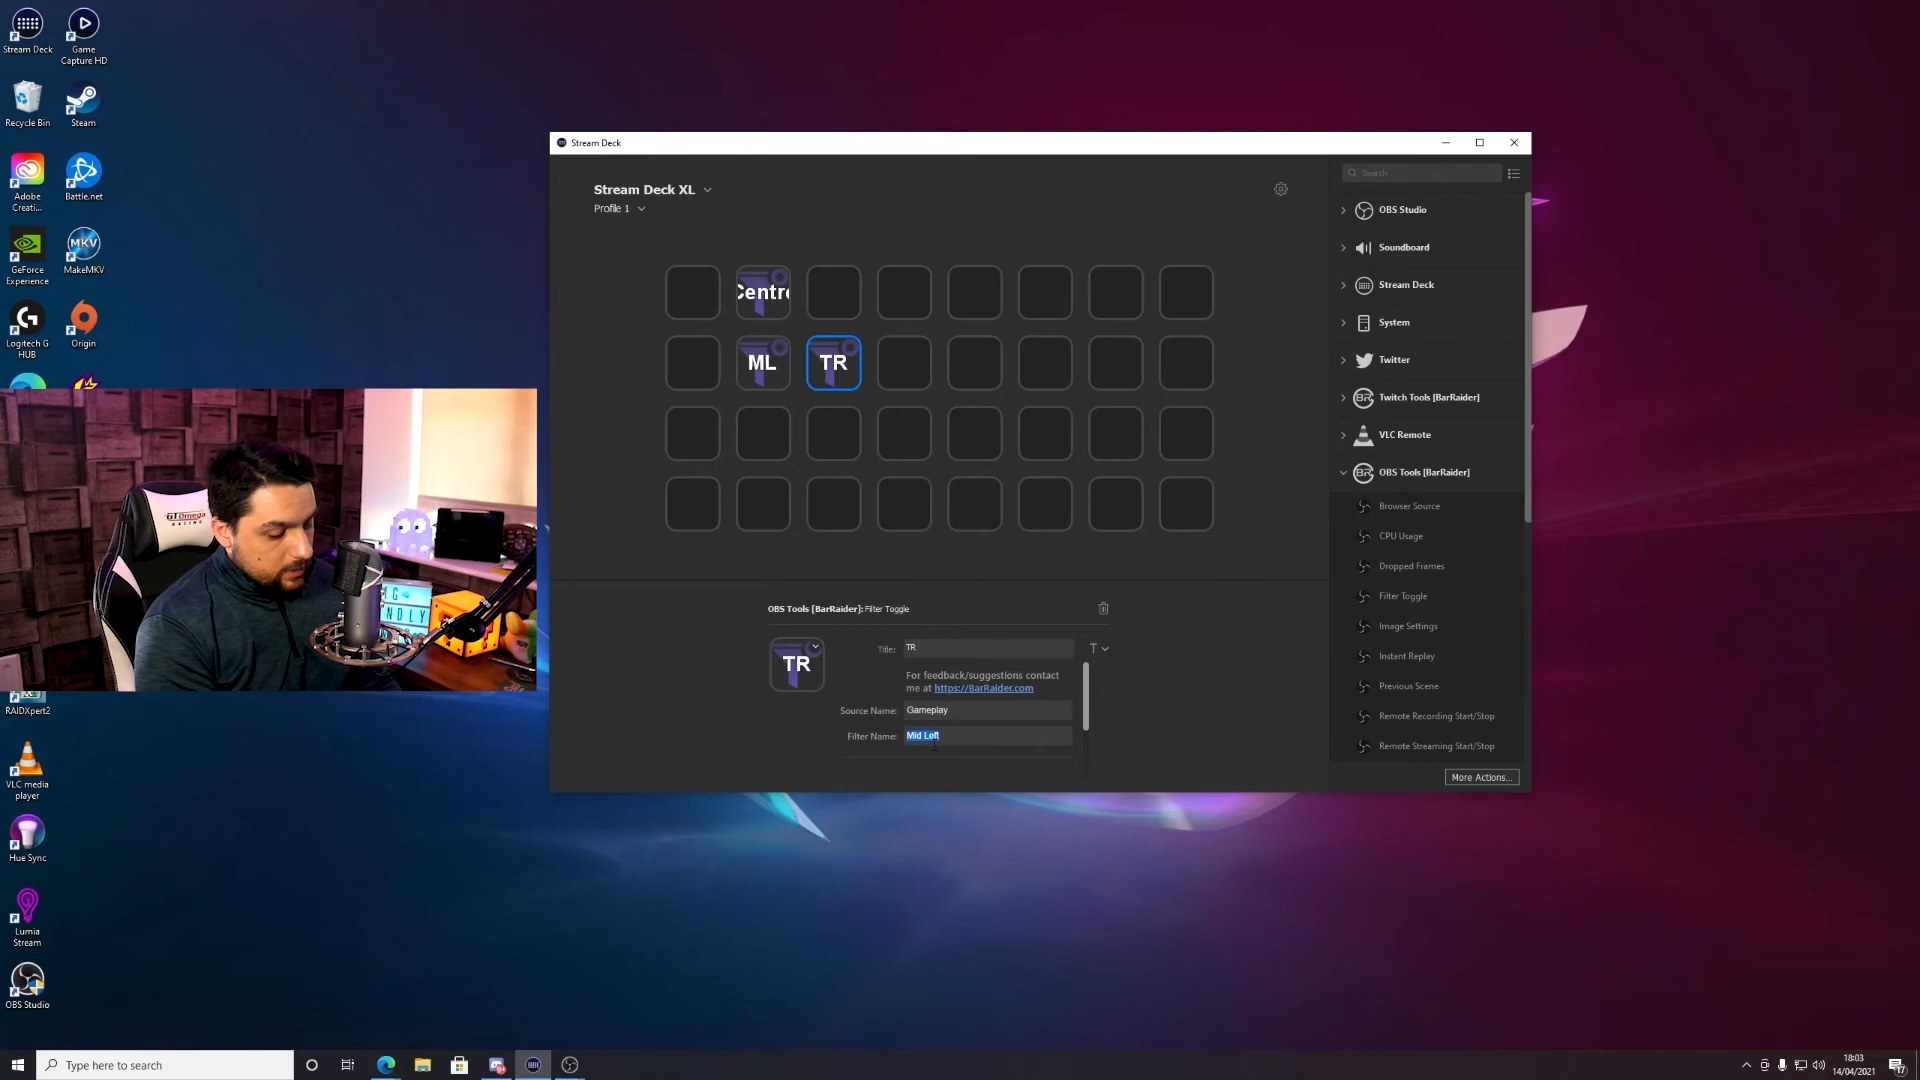 Stream Deck
Game
Capture HD
Recycle Bin
Steam
Adobe
Creati...
Battle.net
GeForce
Experience
MakeMKV
Logitech G
HUB
Origin
RAIDXpert2
VLC media
player
Hue Sync
Lumia
Stream
OBS Studio
Stream Deck
Stream Deck XL
Profile 1
Centre
ML
TR
OBS Tools [BarRaider]: Filter Toggle
TR
Title:
TR
T
For feedback/suggestions contact
me at https://BarRaider.com
Source Name:
Gameplay
Filter Name:
Mid Left
Search
OBS Studio
Soundboard
Stream Deck
System
Twitter
Twitch Tools [BarRaider]
VLC Remote
OBS Tools [BarRaider]
Browser Source
CPU Usage
Dropped Frames
Filter Toggle
Image Settings
Instant Replay
Previous Scene
Remote Recording Start/Stop
Remote Streaming Start/Stop
More Actions...
GTOmega
RACING
Type here to search
18:03
14/04/2021